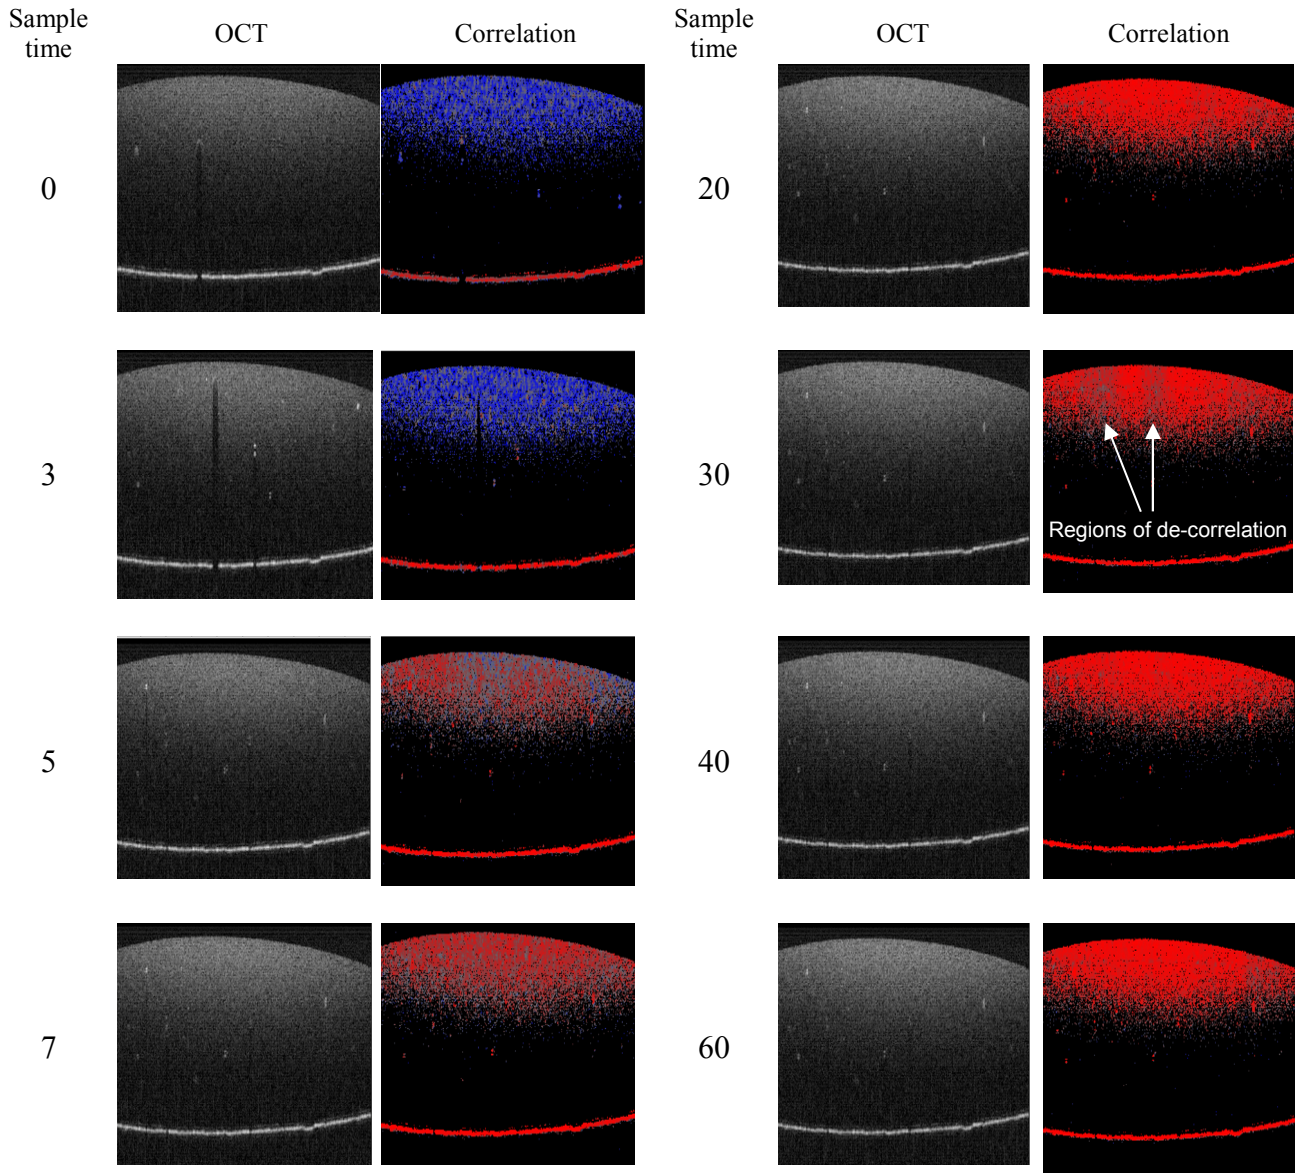 Sample
time
OCT
Correlation
Sample
time
OCT
Correlation
0
20
3
30
Regions of de-correlation
5
40
7
60